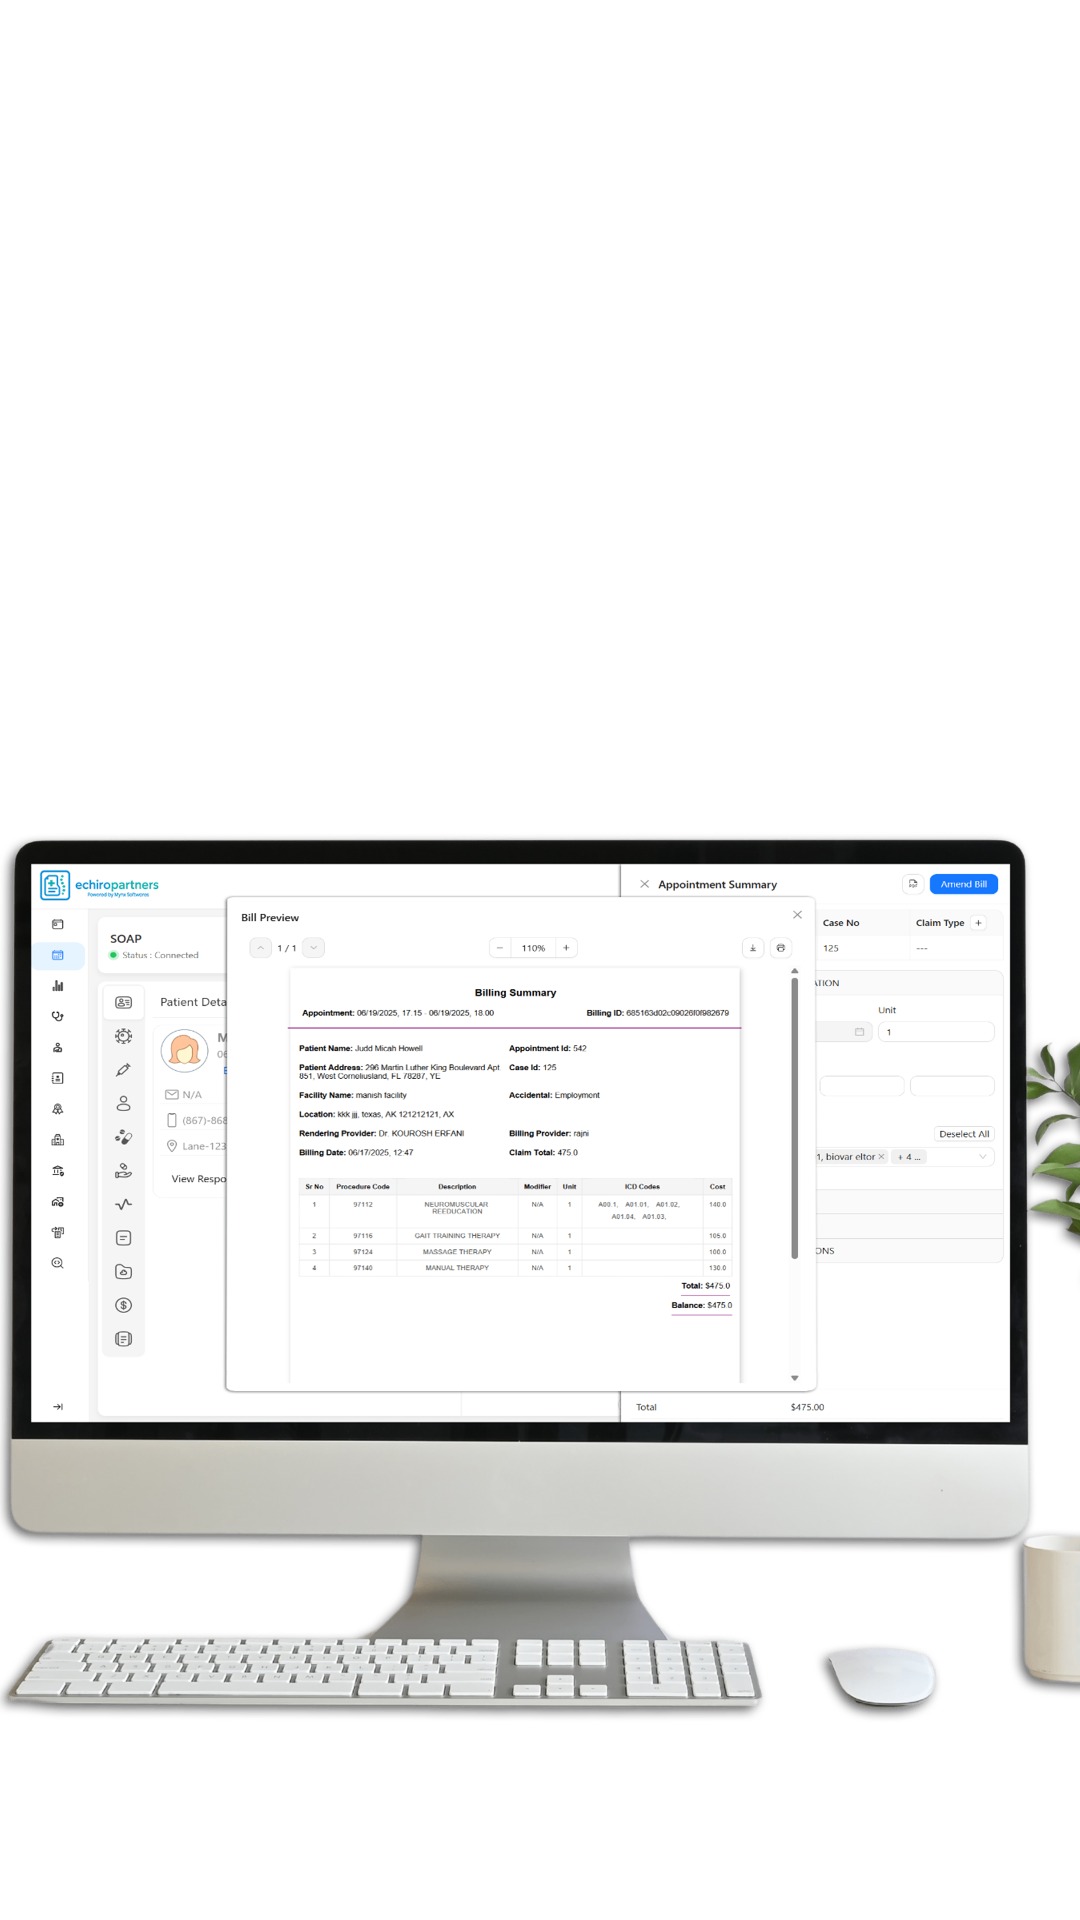 echiropartners
Powered by Myrx Softwares
Appointment Summary
Amend Bill
Bill Preview
Case No
Claim Type +
SOAP
Status : Connected
1 / 1
110%
125
---
Patient Deta
Billing Summary
Appointment: 06/19/2025, 17.15 - 06/19/2025, 18.00
Billing ID: 685163d02c09026f0f982679
ATION
Unit
1
M
06
E
Patient Name: Judd Micah Howell
Appointment Id: 542
Patient Address: 296 Martin Luther King Boulevard Apt
851, West Corneliusland, FL 78287, YE
Case Id: 125
N/A
Facility Name: manish facility
Accidental: Employment
(867)-868
Location: kkk jjj, texas, AK 121212121, AX
Lane-123
Rendering Provider: Dr. KOUROSH ERFANI
Billing Provider: rajni
Deselect All
Billing Date: 06/17/2025, 12:47
Claim Total: 475.0
1, biovar eltor ×
+ 4 ...
View Respo
Sr No Procedure Code Description Modifier Unit ICD Codes Cost
1 97112 NEUROMUSCULAR REEDUCATION N/A 1 A00.1, A01.01, A01.02, 140.0
A01.04, A01.03,
2 97116 GAIT TRAINING THERAPY N/A 1 105.0
3 97124 MASSAGE THERAPY N/A 1 100.0
4 97140 MANUAL THERAPY N/A 1 130.0
ONS
Total: $475.0
Balance: $475.0
Total $475.00